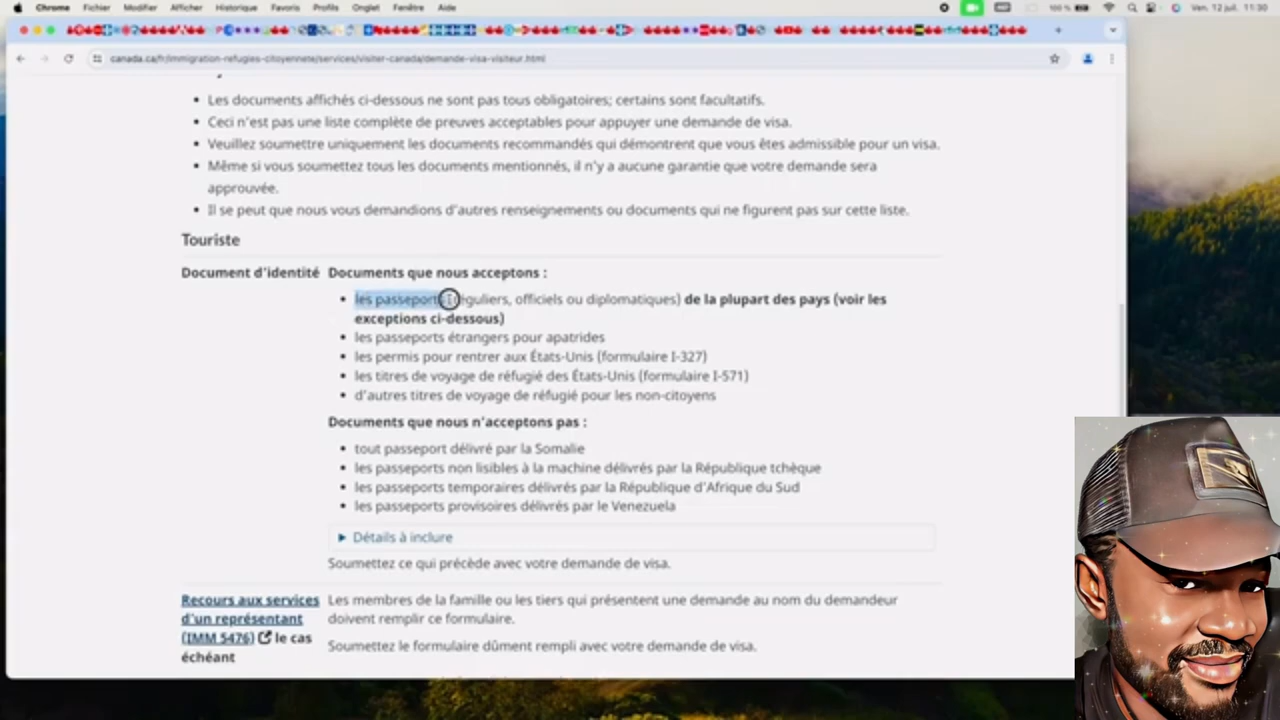 Chrome Fichier Modifier Afficher Historique Favoris Profils Onglet Fenêtre Aide 100 % Ven. 12 juil. 11:30
canada.ca/fr/immigration-refugies-citoyennete/services/visiter-canada/demande-visa-visiteur.html
Les documents affichés ci-dessous ne sont pas tous obligatoires; certains sont facultatifs.
Ceci n'est pas une liste complète de preuves acceptables pour appuyer une demande de visa.
Veuillez soumettre uniquement les documents recommandés qui démontrent que vous êtes admissible pour un visa.
Même si vous soumettez tous les documents mentionnés, il n'y a aucune garantie que votre demande sera
approuvée.
Il se peut que nous vous demandions d'autres renseignements ou documents qui ne figurent pas sur cette liste.
Touriste
Document d'identité Documents que nous acceptons :
les passeports (réguliers, officiels ou diplomatiques) de la plupart des pays (voir les
exceptions ci-dessous)
les passeports étrangers pour apatrides
les permis pour rentrer aux États-Unis (formulaire I-327)
les titres de voyage de réfugié des États-Unis (formulaire I-571)
d'autres titres de voyage de réfugié pour les non-citoyens
Documents que nous n'acceptons pas :
tout passeport délivré par la Somalie
les passeports non lisibles à la machine délivrés par la République tchèque
les passeports temporaires délivrés par la République d'Afrique du Sud
les passeports provisoires délivrés par le Venezuela
Détails à inclure
Soumettez ce qui précède avec votre demande de visa.
Recours aux services Les membres de la famille ou les tiers qui présentent une demande au nom du demandeur
d'un représentant doivent remplir ce formulaire.
(IMM 5476) le cas Soumettez le formulaire dûment rempli avec votre demande de visa.
échéant